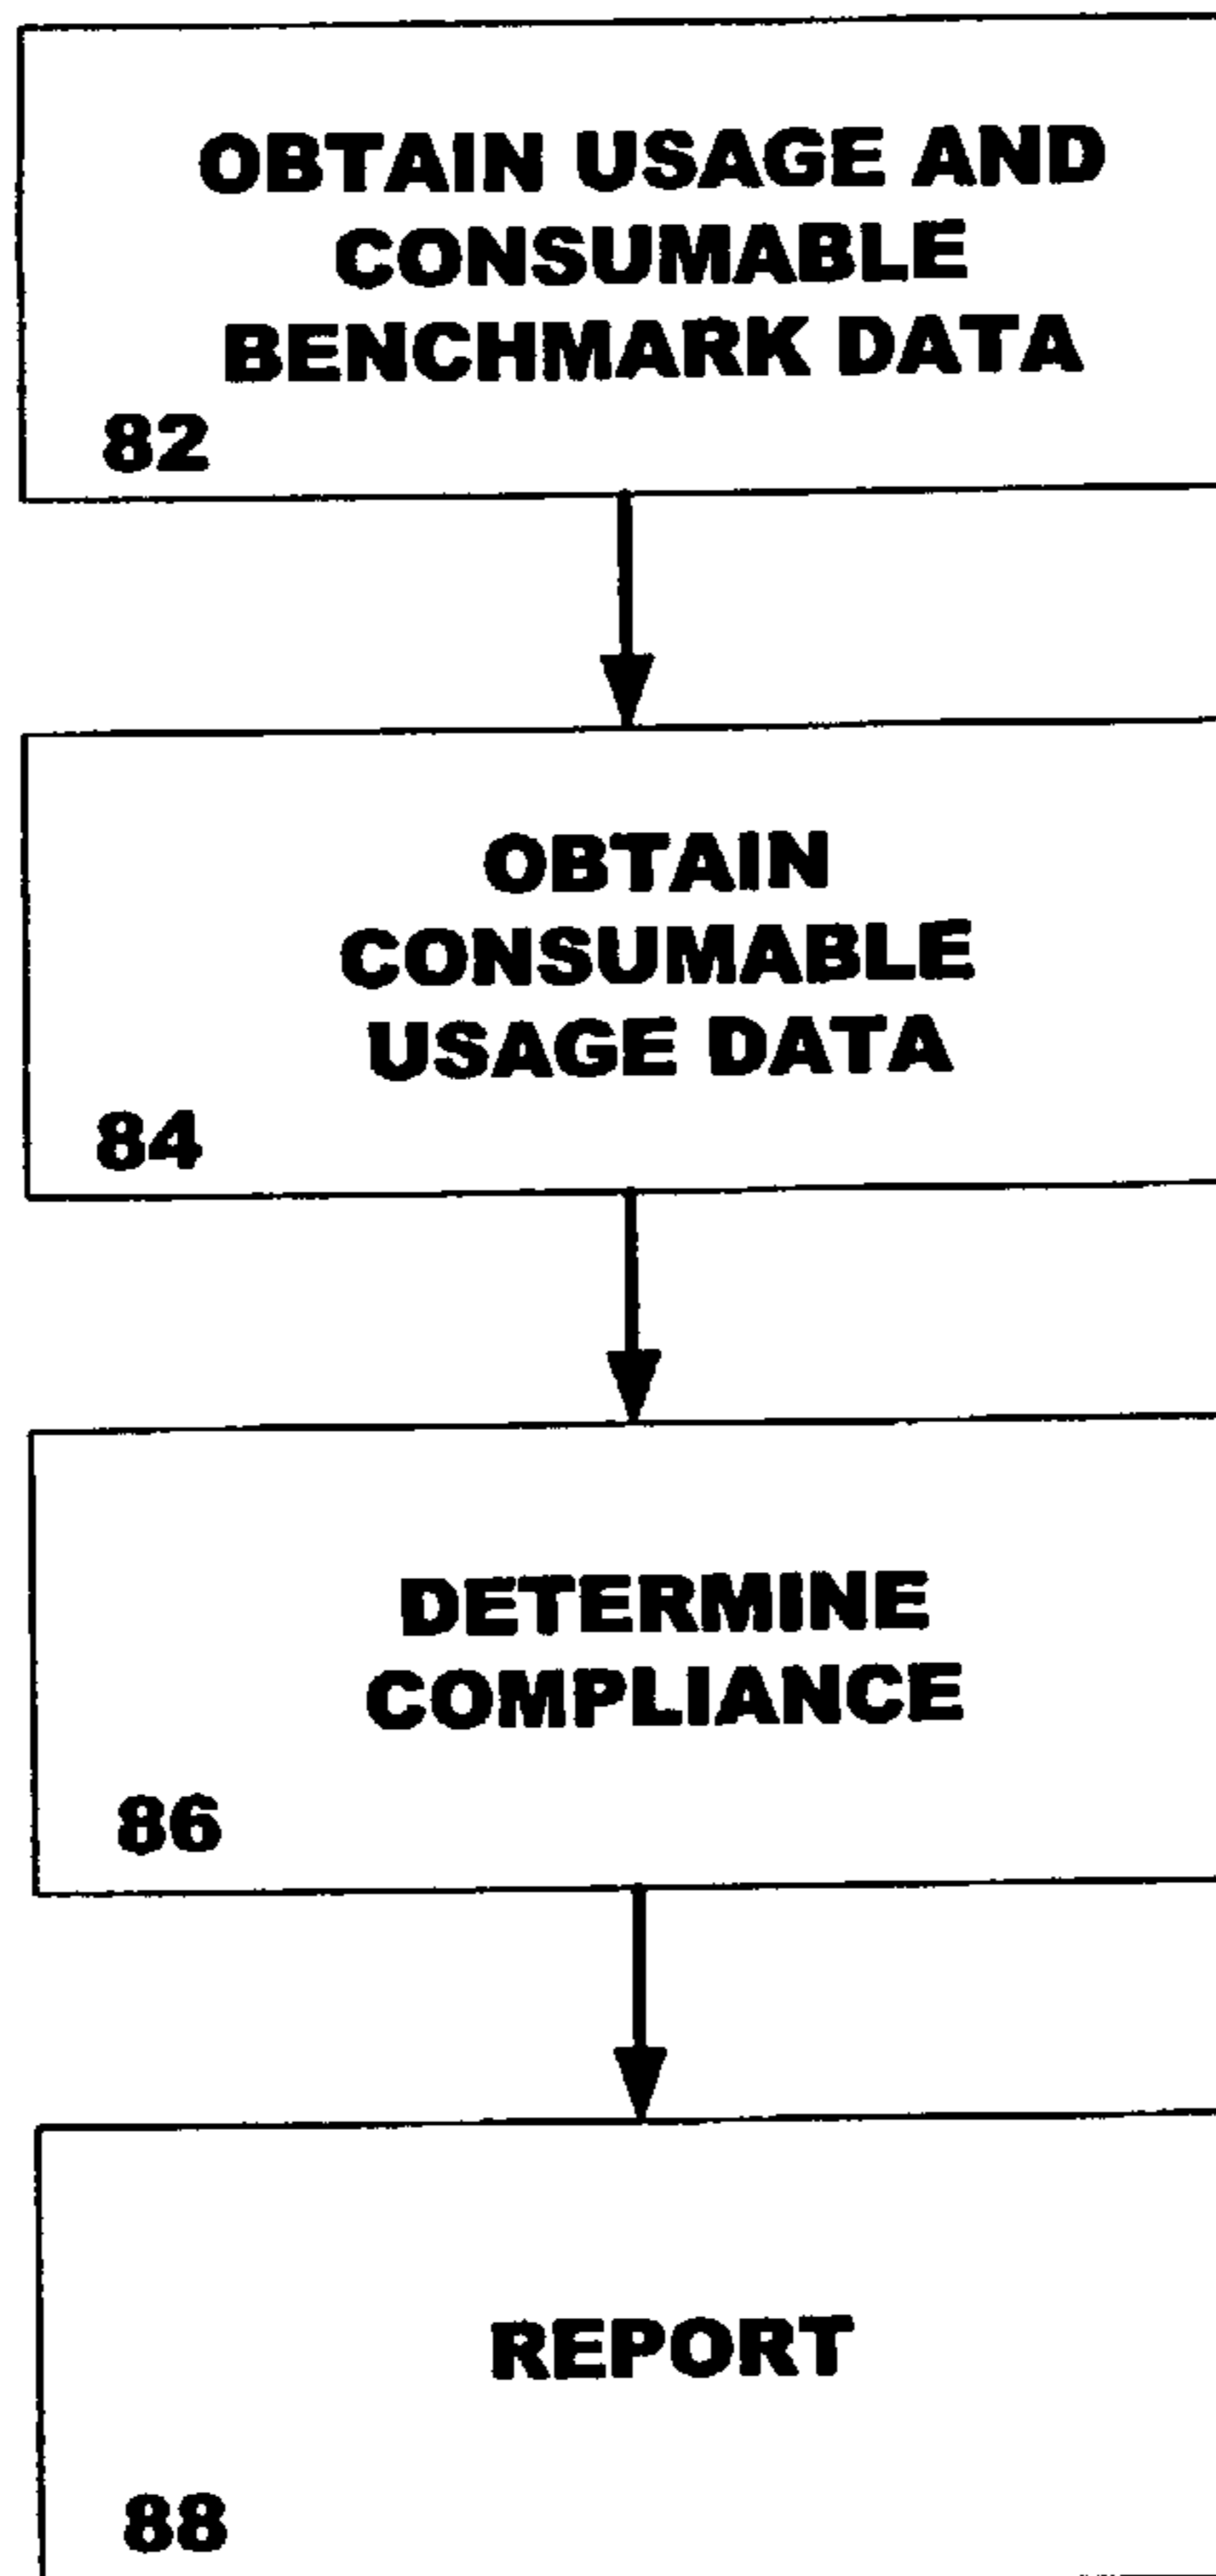 OBTAIN USAGE AND
CONSUMABLE
BENCHMARK DATA
82
OBTAIN
CONSUMABLE
USAGE DATA
84
DETERMINE
COMPLIANCE
86
REPORT
88